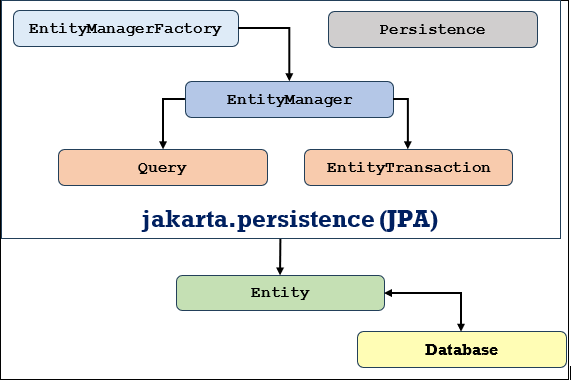 EntityManagerFactory
Persistence
EntityManager
Query
EntityTransaction
jakarta.persistence (JPA)
Entity
Database